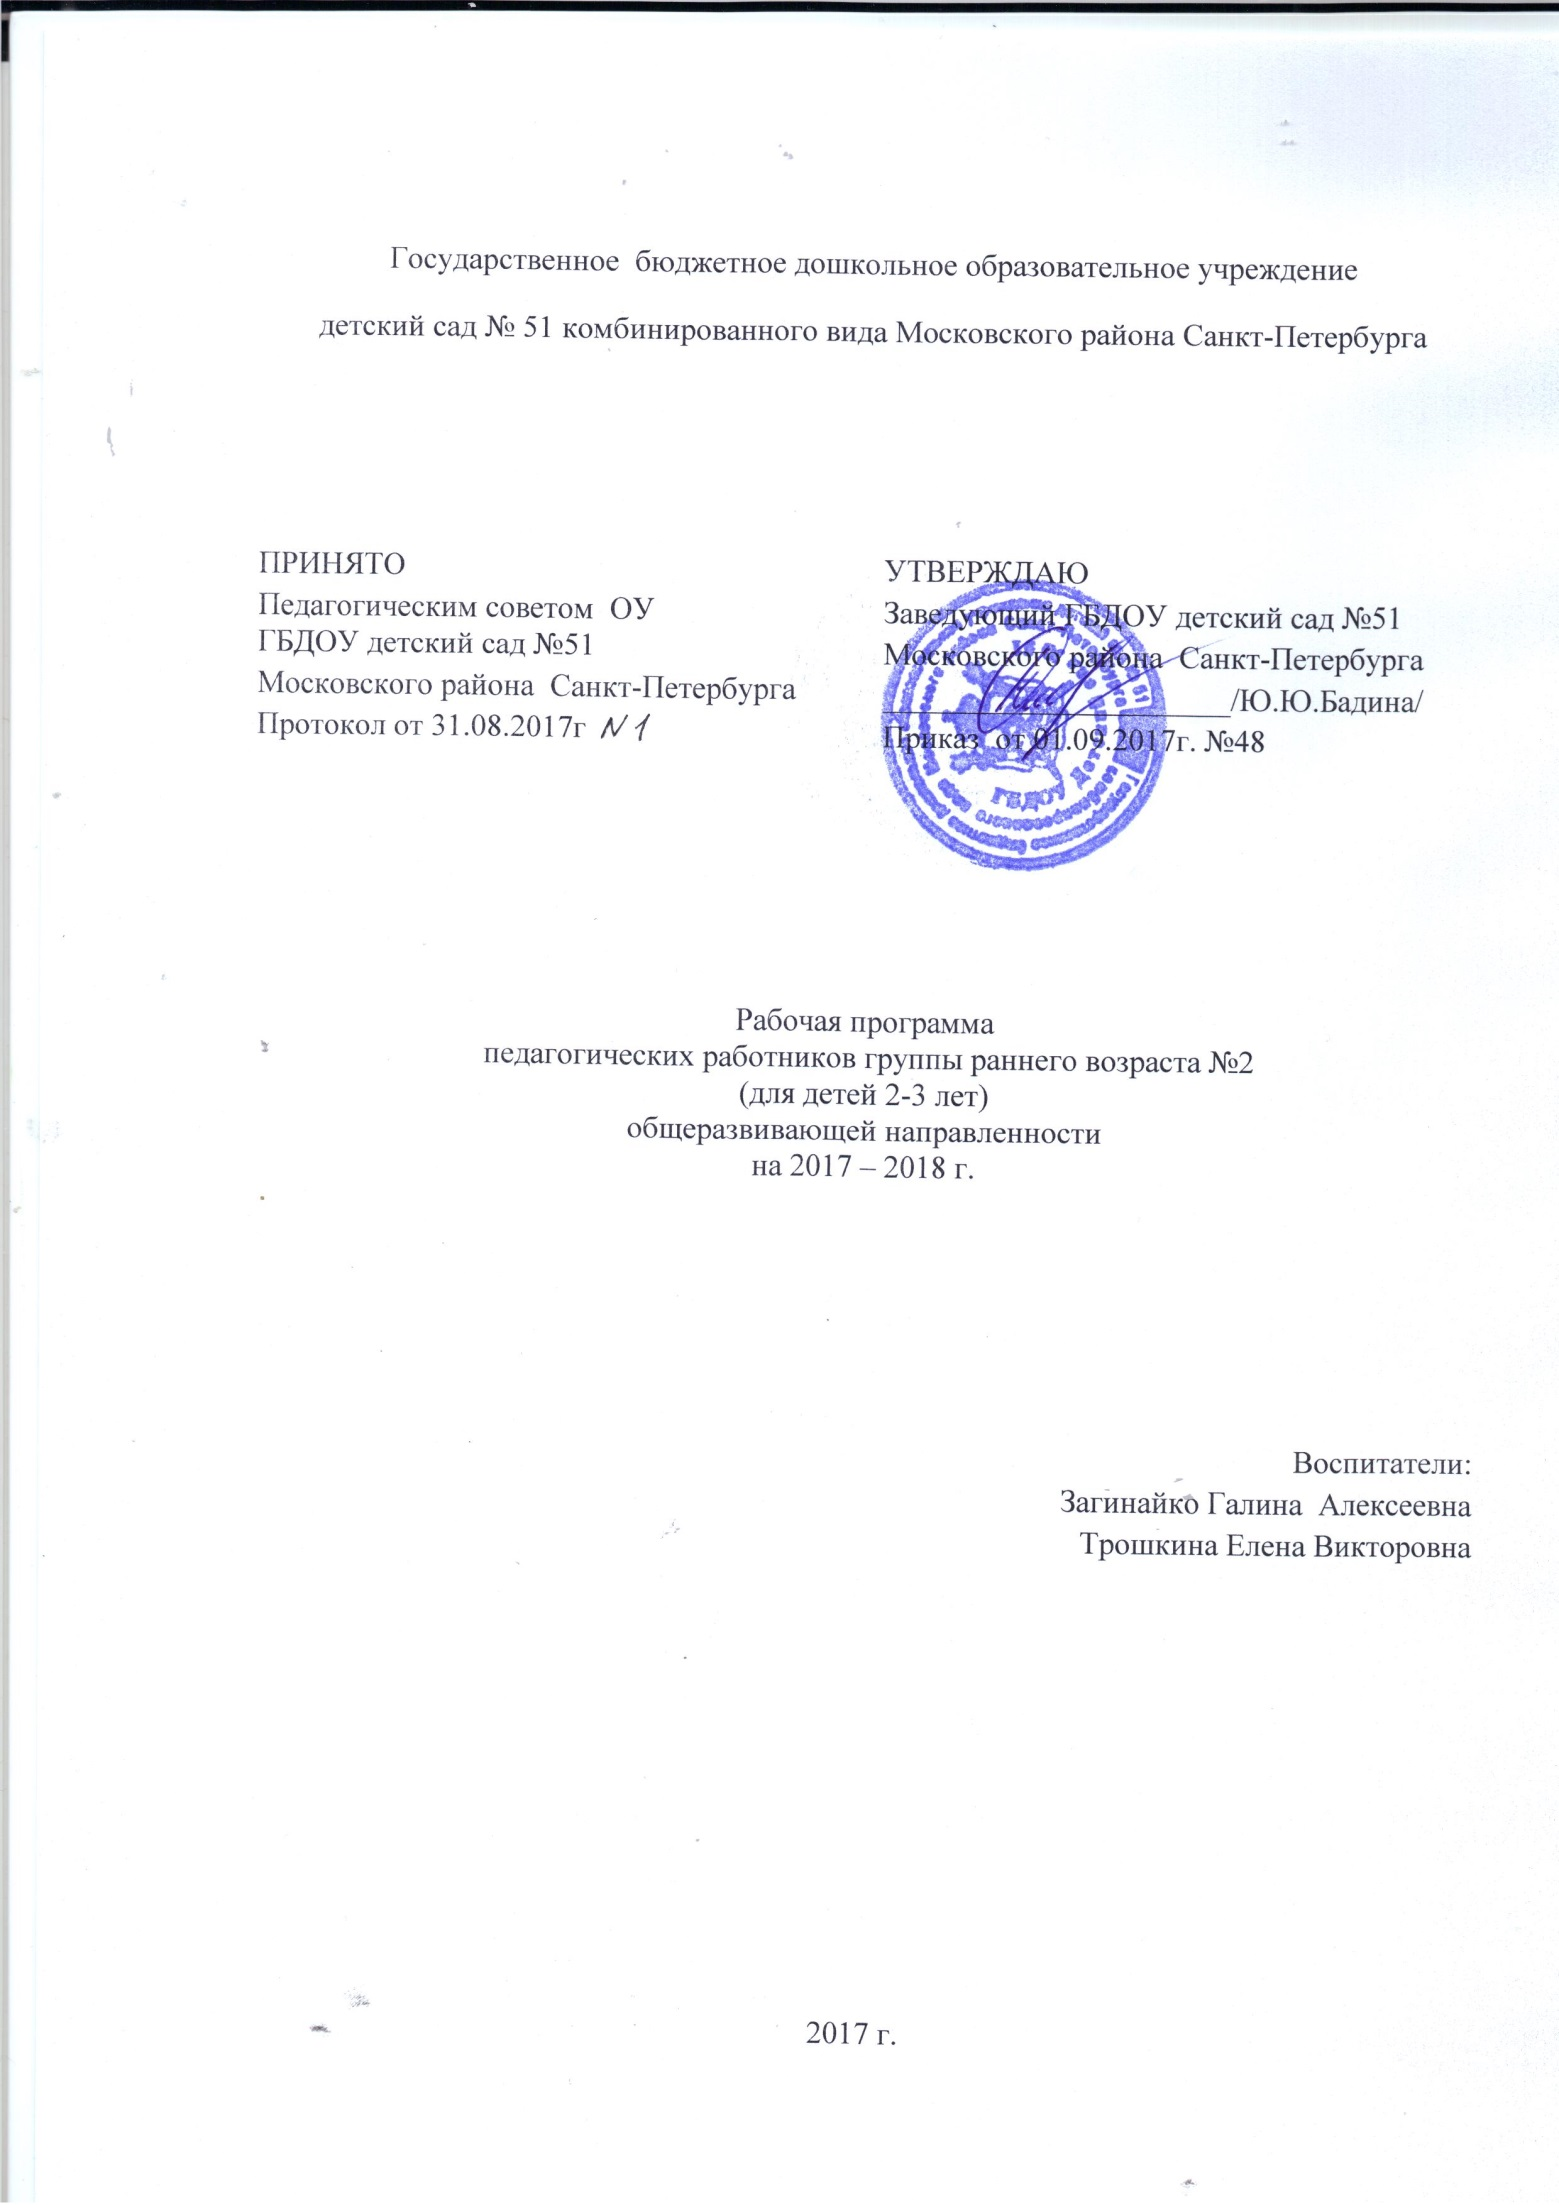 Государственное бюджетное дошкольное образовательное учреждение
детский сад № 51 комбинированного вида Московского района Санкт-Петербурга
ПРИНЯТО
Педагогическим советом ОУ
ГБДОУ детский сад №51
Московского района Санкт-Петербурга
Протокол от 31.08.2017г N 1
УТВЕРЖДАЮ
Заведующий ГБДОУ детский сад №51
Московского района Санкт-Петербурга
/Ю.Ю.Бадина/
Приказ от 01.09.2017г. №48
ГБДОУ
Рабочая программа
педагогических работников группы раннего возраста №2
(для детей 2-3 лет)
общеразвивающей направленности
на 2017 – 2018 г.
Воспитатели:
Загинайко Галина Алексеевна
Трошкина Елена Викторовна
2017 г.